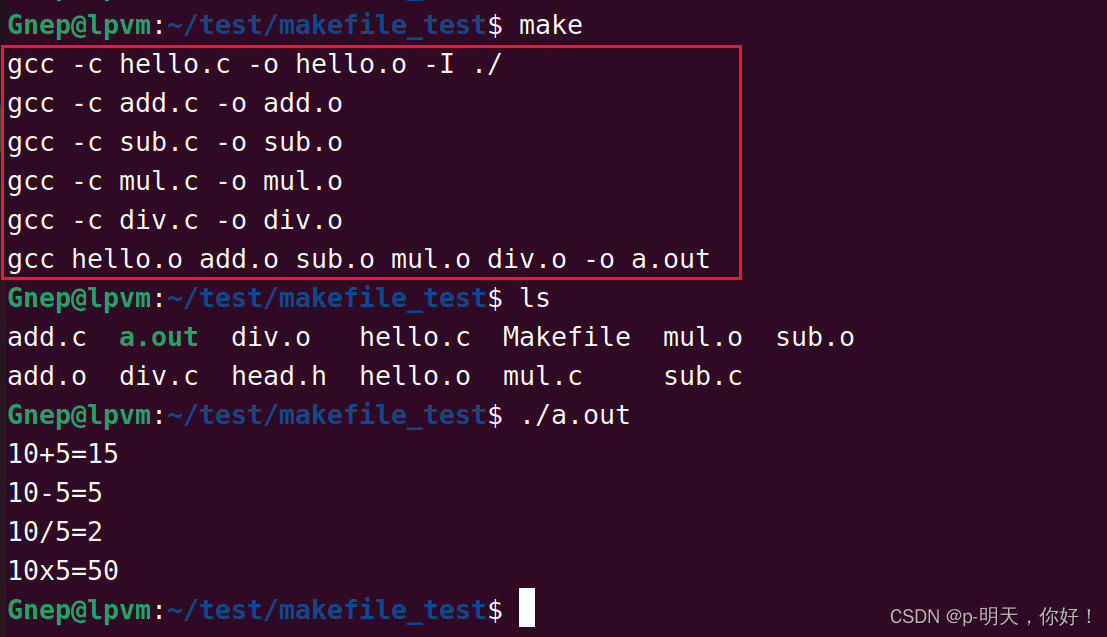 Gnep@lpvm:~/test/makefile_test$ make
gcc -c hello.c -o hello.o -I ./
gcc -c add.c -o add.o
gcc -c sub.c -o sub.o
gcc -c mul.c -o mul.o
gcc -c div.c -o div.o
gcc hello.o add.o sub.o mul.o div.o -o a.out
Gnep@lpvm:~/test/makefile_test$ ls
add.c  a.out  div.o   hello.c  Makefile  mul.o  sub.o
add.o  div.c  head.h  hello.o  mul.c     sub.c
Gnep@lpvm:~/test/makefile_test$ ./a.out
10+5=15
10-5=5
10/5=2
10x5=50
Gnep@lpvm:~/test/makefile_test$
CSDN @p-明天，你好！